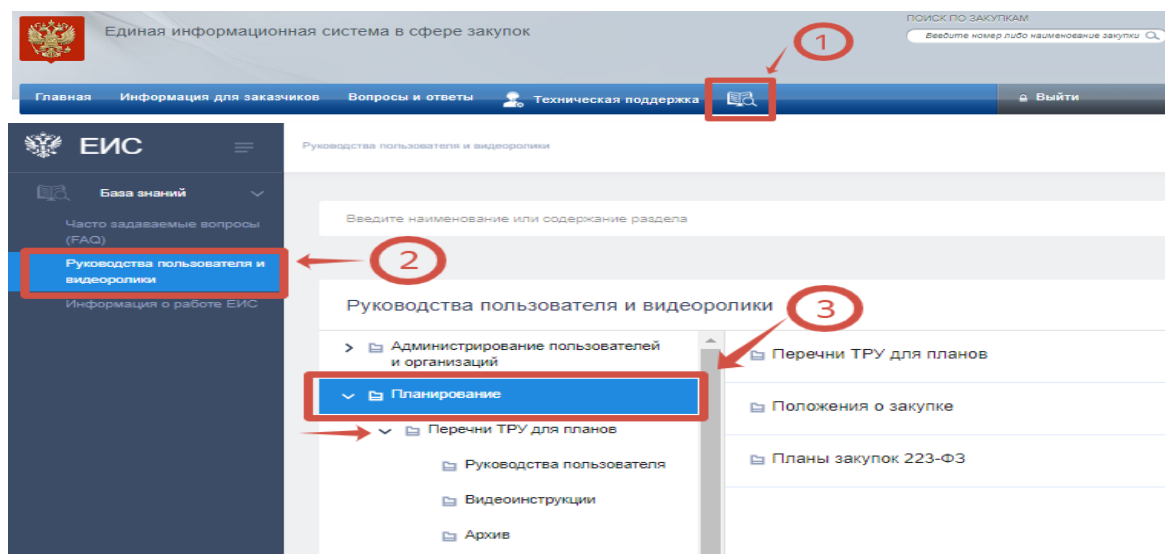 ПОИСК ПО ЗАКУПКАМ
Единая информационная система в сфере закупок
Введите номер либо наименование закупки
1
Главная Информация для заказчиков Вопросы и ответы Техническая поддержка Выйти
ЕИС
Руководства пользователя и видеоролики
База знаний
Часто задаваемые вопросы
(FAQ)
Введите наименование или содержание раздела
Руководства пользователя и
видеоролики
2
Информация о работе ЕИС
Руководства пользователя и видеоролики
3
Администрирование пользователей
и организаций
Планирование
Перечни ТРУ для планов
Руководства пользователя
Видеоинструкции
Архив
Перечни ТРУ для планов
Положения о закупке
Планы закупок 223-ФЗ